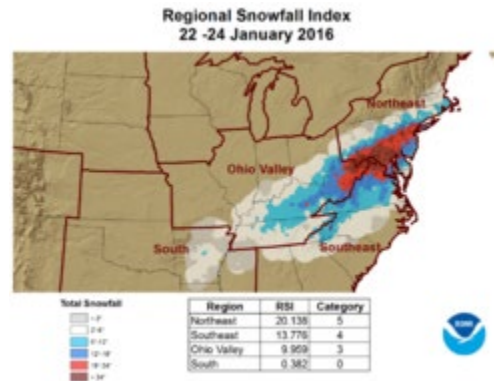 Regional Snowfall Index
22 -24 January 2016
Northeast
Ohio Valley
South
Southeast
Total Snowfall
Region RSI Category
Northeast 20.138 5
Southeast 13.776 4
Ohio Valley 9.959 3
South 0.382 0